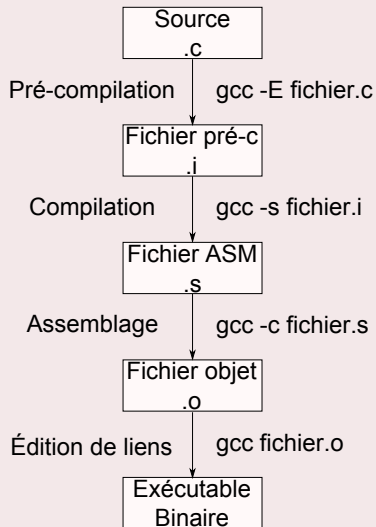 Source
.c
Pré-compilation
gcc -E fichier.c
Fichier pré-c
.i
Compilation
gcc -s fichier.i
Fichier ASM
.s
Assemblage
gcc -c fichier.s
Fichier objet
.o
Édition de liens
gcc fichier.o
Exécutable
Binaire